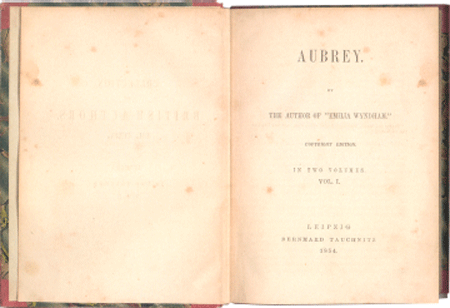 AUBREY.
BY
THE AUTHOR OF "EMILIA WYNDHAM."
COPYRIGHT EDITION.
IN TWO VOLUMES.
VOL. I.
LEIPZIG
BERNHARD TAUCHNITZ
1854.